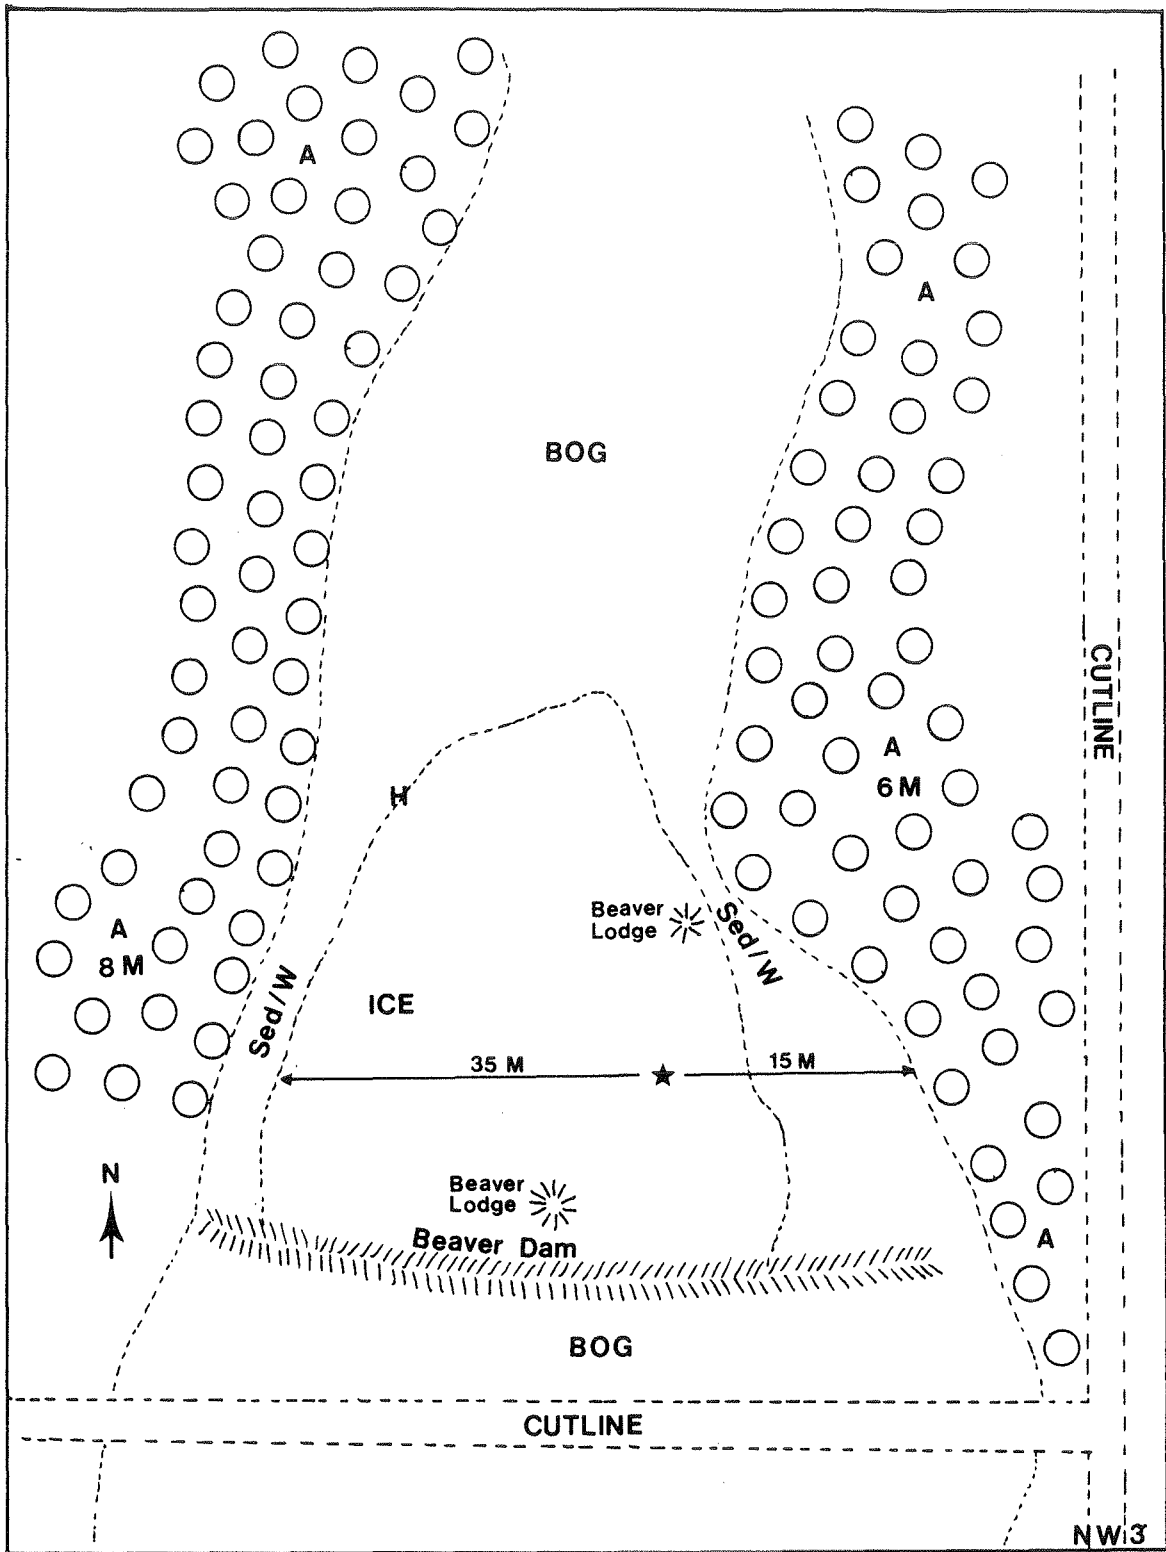 A
A
BOG
CUTLINE
A
6 M
H
Beaver
Lodge
Sed/W
A
8 M
Sed/W
ICE
35 M
15 M
N
Beaver
Lodge
Beaver Dam
A
BOG
CUTLINE
NW3